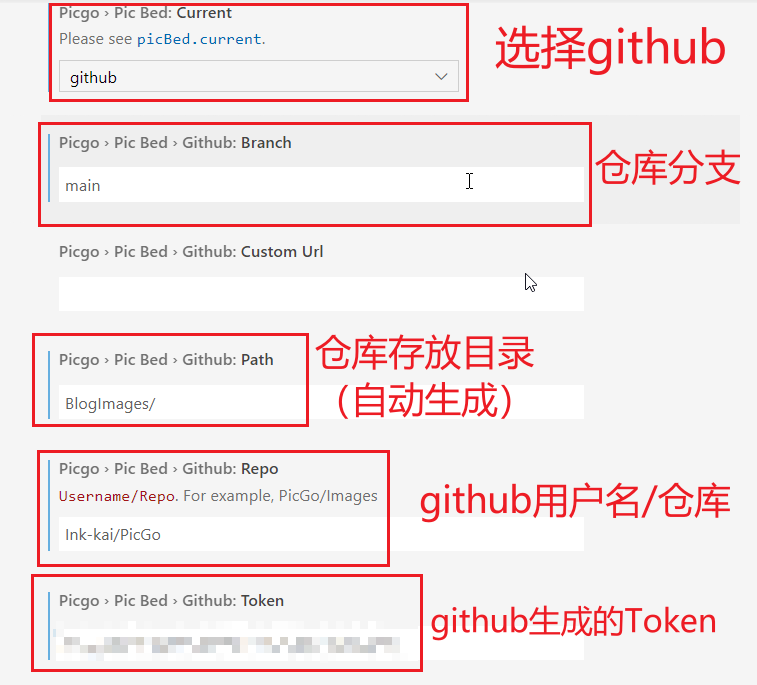 Picgo › Pic Bed: Current
Please see picBed.current.
github
选择github
Picgo › Pic Bed › Github: Branch
main
仓库分支
Picgo › Pic Bed › Github: Custom Url
Picgo › Pic Bed › Github: Path
BlogImages/
仓库存放目录
（自动生成）
Picgo › Pic Bed › Github: Repo
Username/Repo. For example, PicGo/Images
Ink-kai/PicGo
github用户名/仓库
Picgo › Pic Bed › Github: Token
github生成的Token